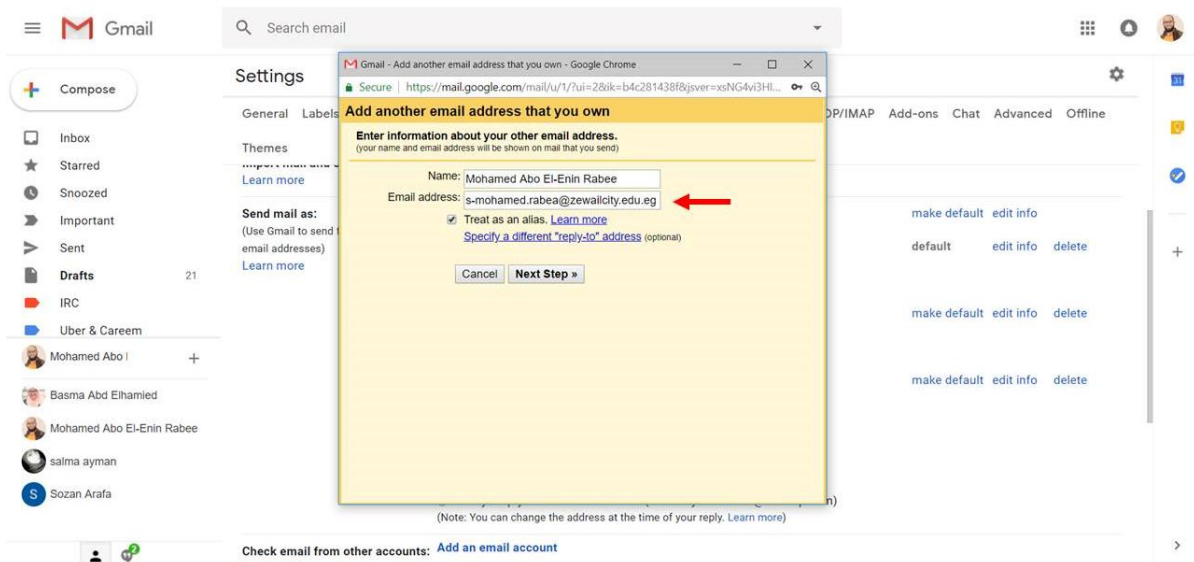 Gmail
Search email
Compose
Inbox
Starred
Snoozed
Important
Sent
Drafts 21
IRC
Uber & Careem
Mohamed Abo
Basma Abd Elhamied
Mohamed Abo El-Enin Rabee
salma ayman
S Sozan Arafa
2
Settings
General Labels OP/IMAP Add-ons Chat Advanced Offline
Themes
Learn more
Send mail as:
(Use Gmail to send
email addresses)
Learn more
Gmail - Add another email address that you own - Google Chrome
Secure https://mail.google.com/mail/u/1/?ui=2&ik=b4c281438f&jsver=xsNG4vi3Hl...
Add another email address that you own
Enter information about your other email address.
(your name and email address will be shown on mail that you send)
Name: Mohamed Abo El-Enin Rabee
Email address: s-mohamed.rabea@zewailcity.edu.eg
Treat as an alias. Learn more
Specify a different "reply-to" address (optional)
Cancel Next Step »
make default edit info
default edit info delete
make default edit info delete
make default edit info delete
(Note: You can change the address at the time of your reply. Learn more)
Check email from other accounts: Add an email account
31